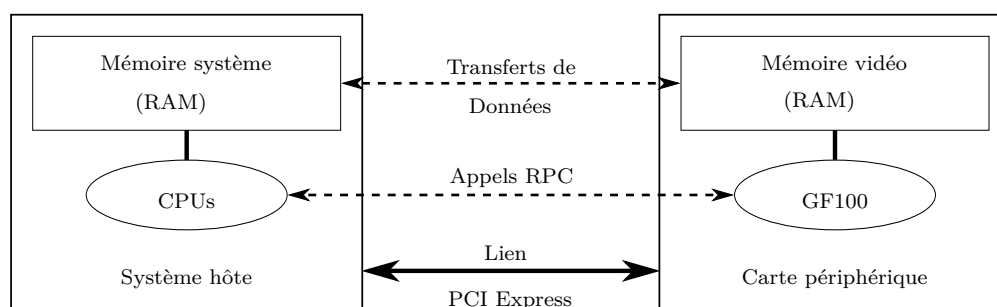 Mémoire système
(RAM)
CPUs
Système hôte
Transferts de
Données
Appels RPC
Lien
PCI Express
Mémoire vidéo
(RAM)
GF100
Carte périphérique